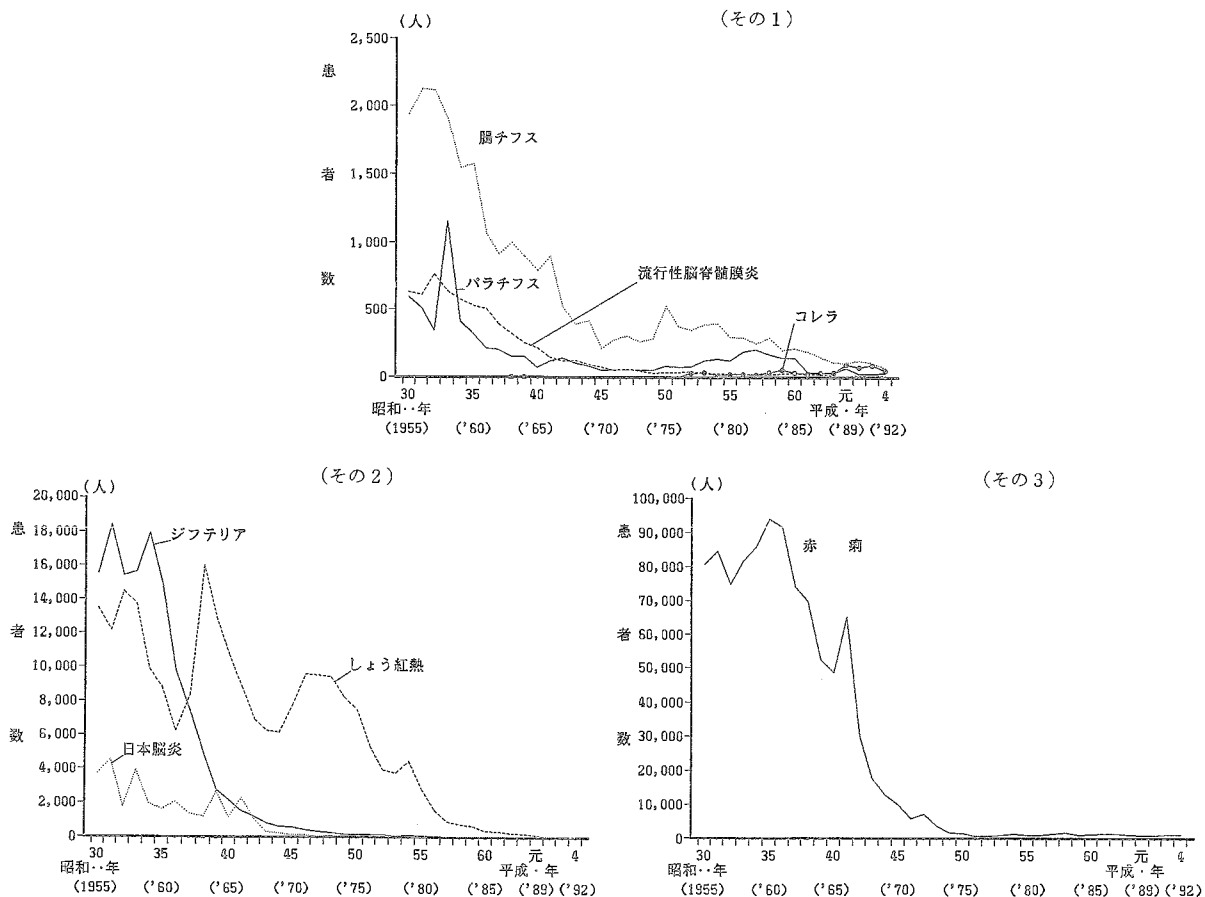 (その1)
(人)
2,500
2,000
1,500
1,000
500
0
患者数
腸チフス
パラチフス
流行性脳脊髄膜炎
コレラ
30 35 40 45 50 55 60 元 4
昭和・・年 平成・年
(1955) ('60) ('65) ('70) ('75) ('80) ('85) ('89) ('92)
(その2)
(人)
20,000
18,000
16,000
14,000
12,000
10,000
8,000
6,000
4,000
2,000
0
患者数
ジフテリア
しょう紅熱
日本脳炎
30 35 40 45 50 55 60 元 4
昭和・・年 平成・年
(1955) ('60) ('65) ('70) ('75) ('80) ('85) ('89) ('92)
(その3)
(人)
100,000
90,000
80,000
70,000
60,000
50,000
40,000
30,000
20,000
10,000
0
患者数
赤痢
30 35 40 45 50 55 60 元 4
昭和・・年 平成・年
(1955) ('60) ('65) ('70) ('75) ('80) ('85) ('89) ('92)